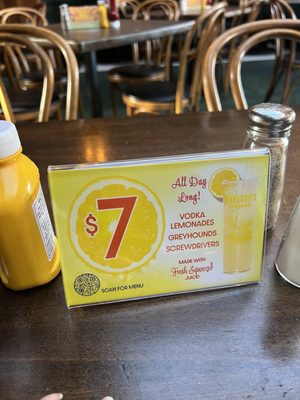 $7
All Day
Long!
VODKA
LEMONADES
GREYHOUNDS
SCREWDRIVERS
MADE WITH
Fresh Squeezed
JUICE!
SCAN FOR MENU